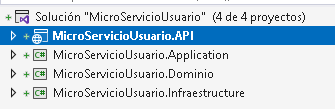 Solución "MicroServicioUsuario" (4 de 4 proyectos)
MicroServicioUsuario.API
C# MicroServicioUsuario.Application
C# MicroServicioUsuario.Dominio
C# MicroServicioUsuario.Infraestructure